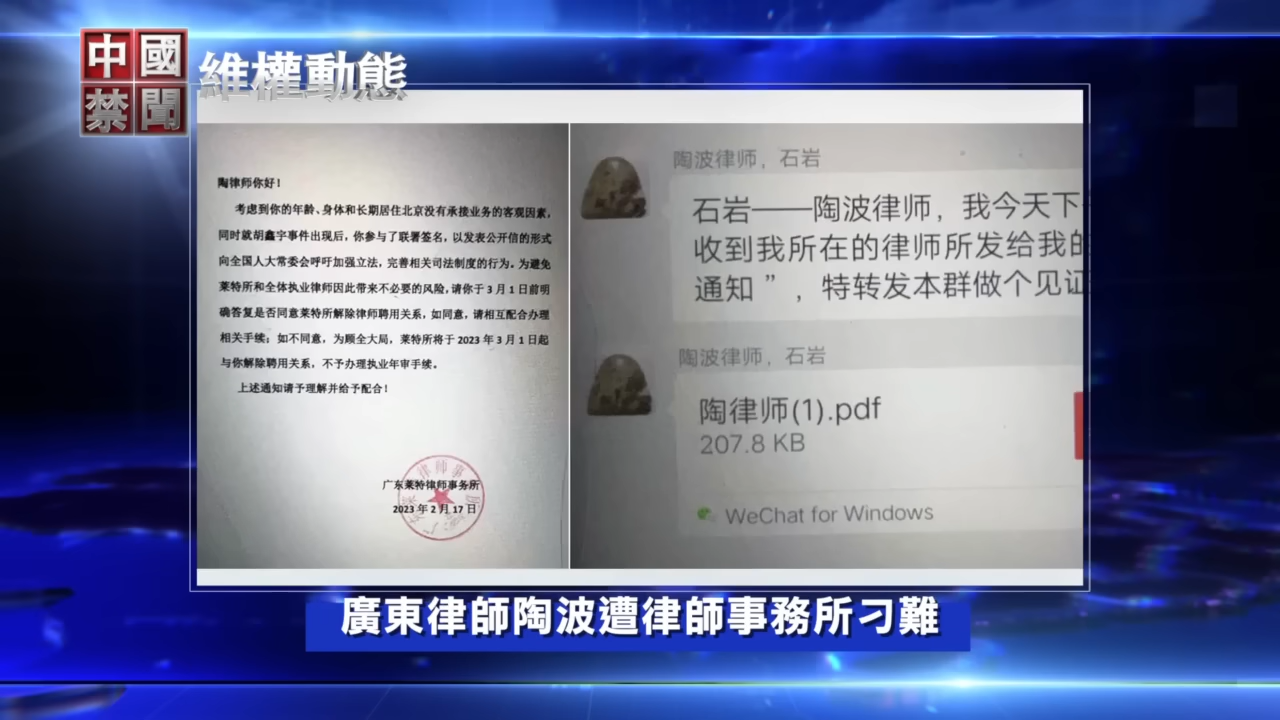 中國
禁聞
維權動態
陶律师你好！
考虑到你的年龄、身体和长期居住北京没有承接业务的客观因素，
同时就胡鑫宇事件出现后，你参与了联署签名，以发表公开信的形式
向全国人大常委会呼吁加强立法，完善相关司法制度的行为。为避免
莱特所和全体执业律师因此带来不必要的风险，请你于 3 月 1 日前明
确答复是否同意莱特所解除律师聘用关系，如同意，请相互配合办理
相关手续；如不同意，为顾全大局，莱特所将于 2023 年 3 月 1 日起
与你解除聘用关系，不予办理执业年审手续。
上述通知请予理解并给予配合！
广东莱特律师事务所
2023 年 2 月 17 日
陶波律师，石岩
石岩——陶波律师，我今天下
收到我所在的律师所发给我的
通知”，特转发本群做个见证
陶波律师，石岩
陶律师(1).pdf
207.8 KB
WeChat for Windows
廣東律師陶波遭律師事務所刁難